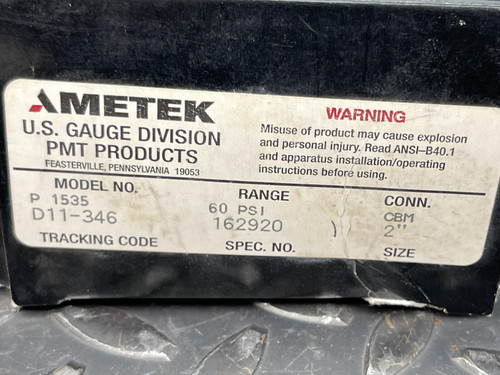 AMETEK
U.S. GAUGE DIVISION
PMT PRODUCTS
FEASTERVILLE, PENNSYLVANIA 19053
WARNING
Misuse of product may cause explosion
and personal injury. Read ANSI–B40.1
and apparatus installation/operating
instructions before using.
MODEL NO. RANGE CONN.
P 1535 60 PSI CBM
D11-346 162920 2"
TRACKING CODE SPEC. NO. SIZE